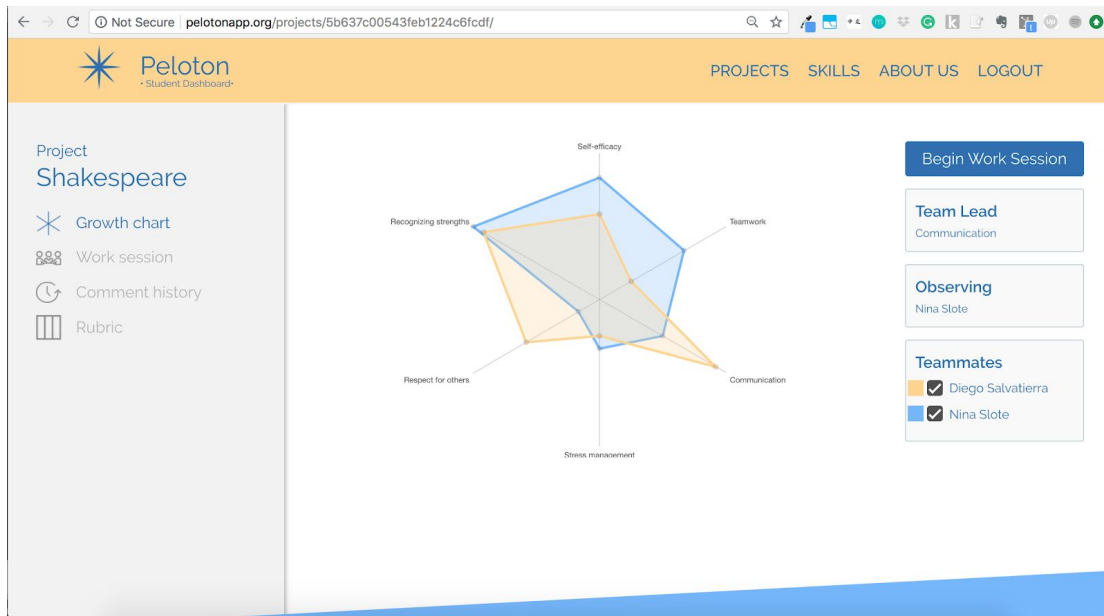 Not Secure
pelotonapp.org/projects/5b637c00543feb1224c6fcdf/
Peloton
• Student Dashboard•
PROJECTS SKILLS ABOUT US LOGOUT
Project
Shakespeare
Growth chart
Work session
Comment history
Rubric
Self-efficacy
Recognizing strengths
Teamwork
Respect for others
Communication
Stress management
Begin Work Session
Team Lead
Communication
Observing
Nina Slote
Teammates
Diego Salvatierra
Nina Slote